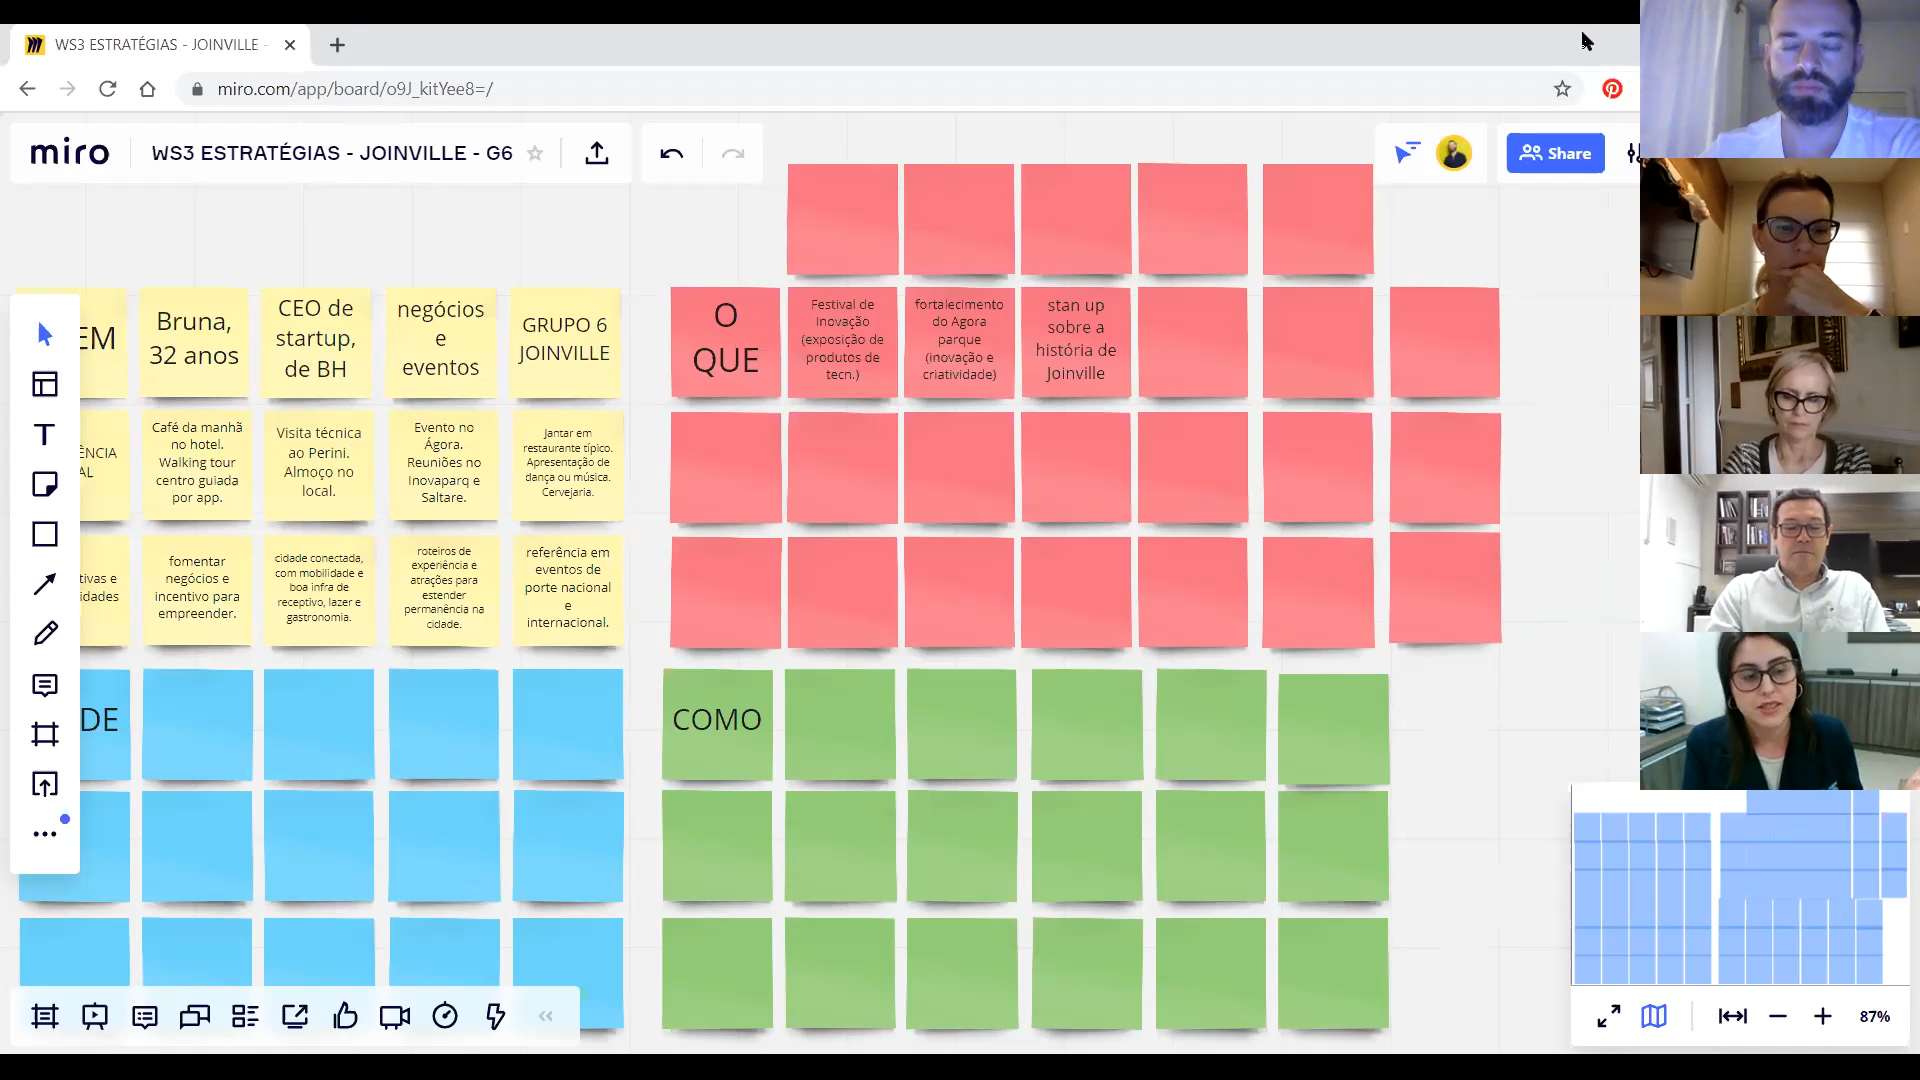 WS3 ESTRATÉGIAS - JOINVILLE -
miro.com/app/board/o9J_kitYee8=/
miro
WS3 ESTRATÉGIAS - JOINVILLE - G6
Share
EM
Bruna,
32 anos
CEO de
startup,
de BH
negócios
e
eventos
GRUPO 6
JOINVILLE
ÊNCIA
AL
Café da manhã
no hotel.
Walking tour
centro guiada
por app.
Visita técnica
ao Perini.
Almoço no
local.
Evento no
Ágora.
Reuniões no
Inovaparq e
Saltare.
Jantar em
restaurante típico.
Apresentação de
dança ou música.
Cervejaria.
tivas e
idades
fomentar
negócios e
incentivo para
empreender.
cidade conectada,
com mobilidade e
boa infra de
receptivo, lazer e
gastronomia.
roteiros de
experiência e
atrações para
estender
permanência na
cidade.
referência em
eventos de
porte nacional
e
internacional.
O
QUE
Festival de
Inovação
(exposição de
produtos de
tecn.)
fortalecimento
do Agora
parque
(inovação e
criatividade)
stan up
sobre a
história de
Joinville
DE
COMO
87%